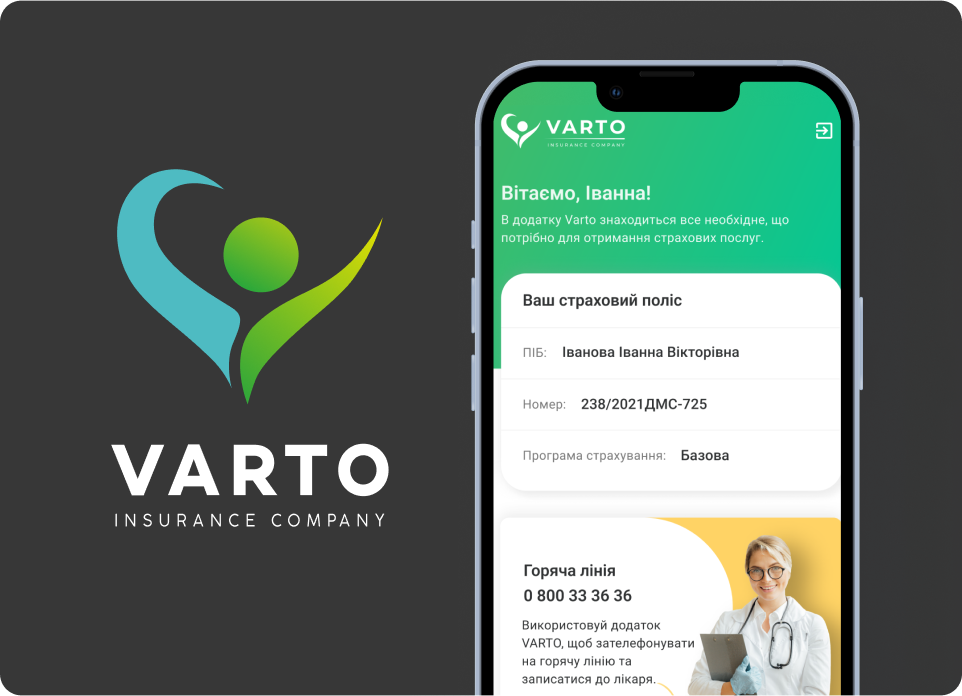 VARTO
INSURANCE COMPANY
VARTO
INSURANCE COMPANY
Вітаємо, Іванна!
В додатку Varto знаходиться все необхідне, що
потрібно для отримання страхових послуг.
Ваш страховий поліс
ПІБ: Іванова Іванна Вікторівна
Номер: 238/2021ДМС-725
Програма страхування: Базова
Горяча лінія
0 800 33 36 36
Використовуй додаток
VARTO, щоб зателефонувати
на горячу лінію та
записатися до лікаря.